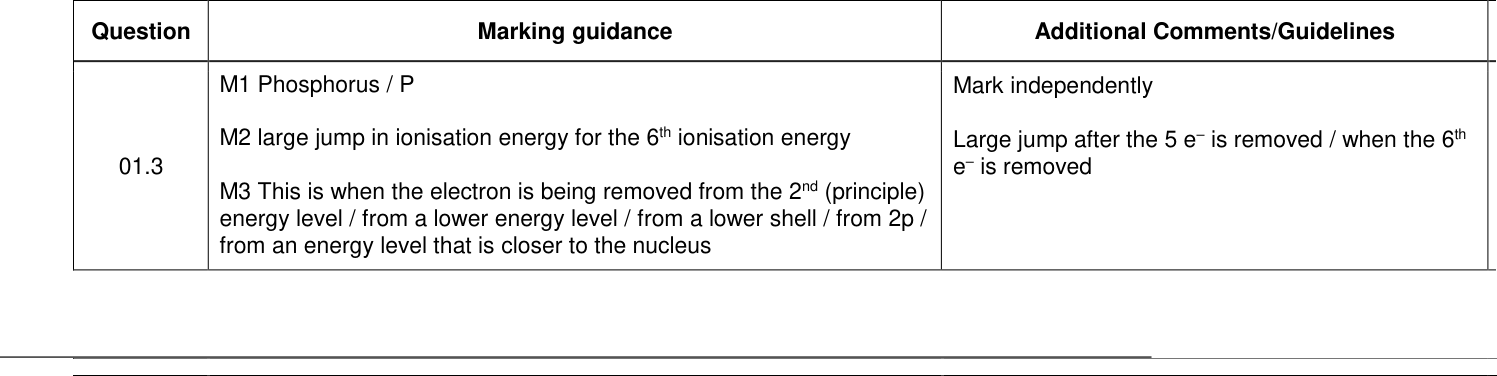 Question Marking guidance Additional Comments/Guidelines
01.3
M1 Phosphorus / P
M2 large jump in ionisation energy for the 6th ionisation energy
M3 This is when the electron is being removed from the 2nd (principle)
energy level / from a lower energy level / from a lower shell / from 2p /
from an energy level that is closer to the nucleus
Mark independently
Large jump after the 5 e– is removed / when the 6th
e– is removed